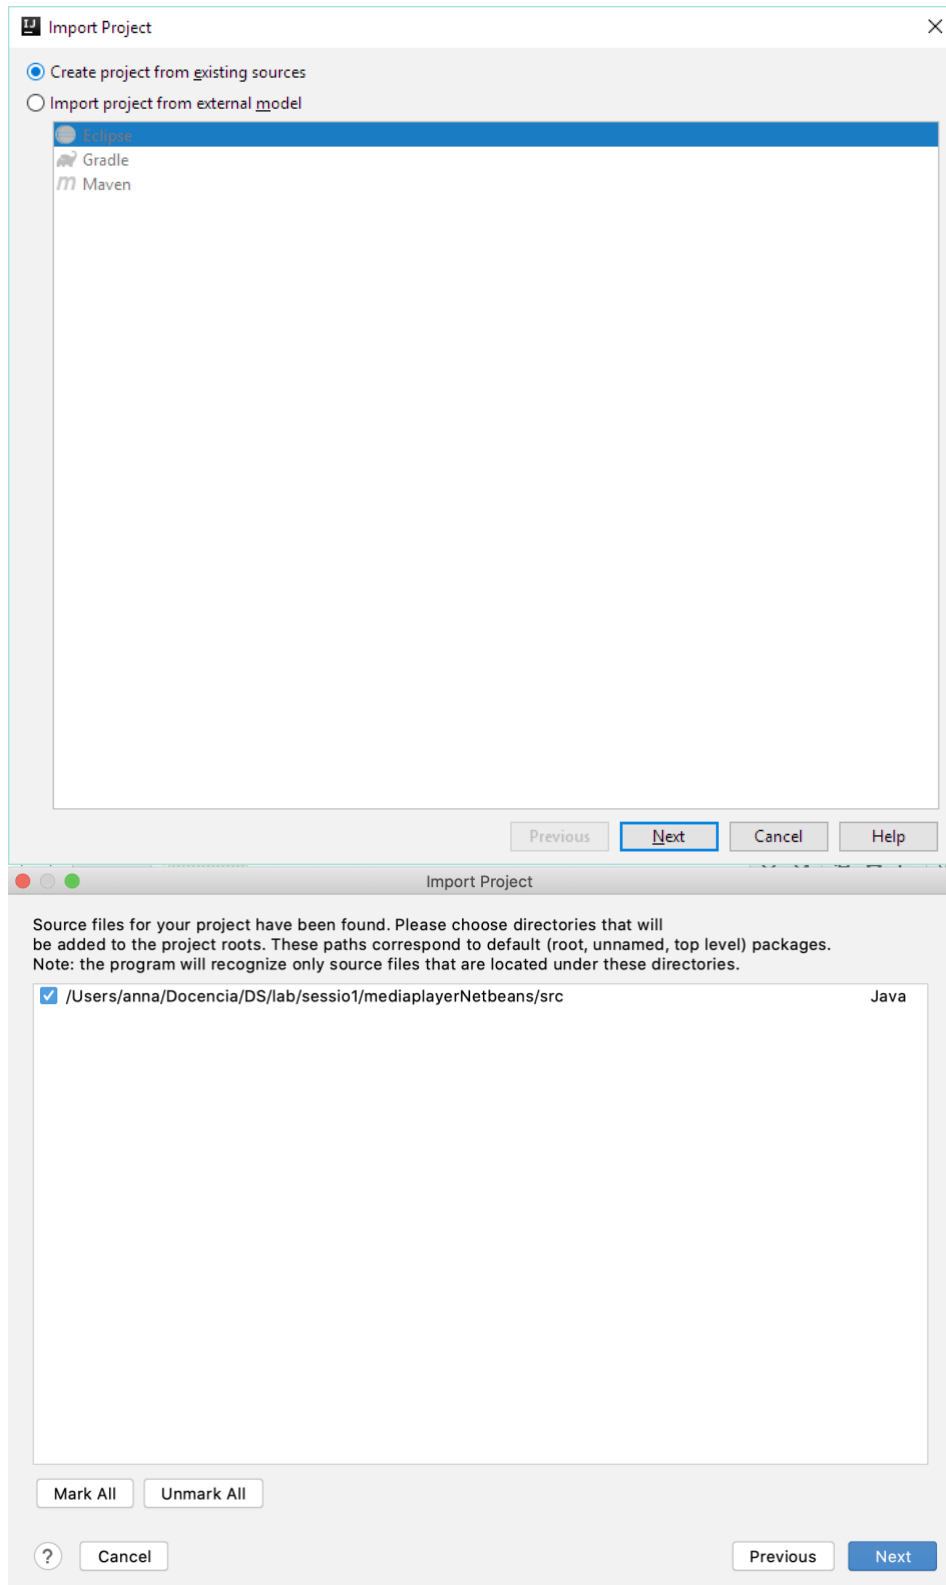 Import Project
Create project from existing sources
Import project from external model
Eclipse
Gradle
Maven
Previous Next Cancel Help
Import Project
Source files for your project have been found. Please choose directories that will
be added to the project roots. These paths correspond to default (root, unnamed, top level) packages.
Note: the program will recognize only source files that are located under these directories.
/Users/anna/Docencia/DS/lab/sessio1/mediaplayerNetbeans/src Java
Mark All Unmark All
? Cancel Previous Next